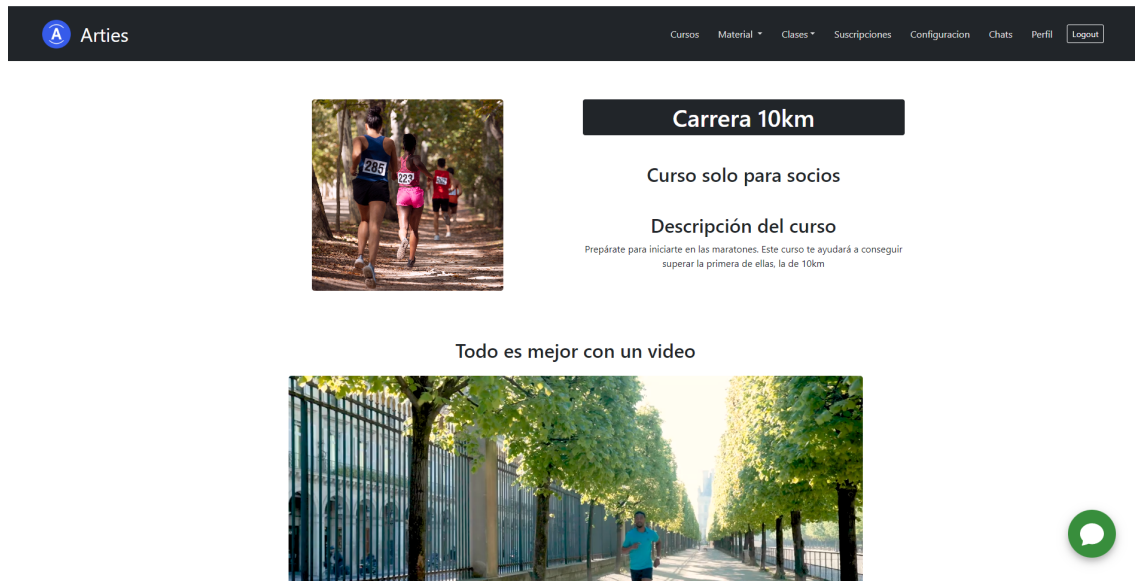 A Arties
Cursos Material Clases Suscripciones Configuracion Chats Perfil Logout
285
223
Carrera 10km
Curso solo para socios
Descripción del curso
Prepárate para iniciarte en las maratones. Este curso te ayudará a conseguir
superar la primera de ellas, la de 10km
Todo es mejor con un video